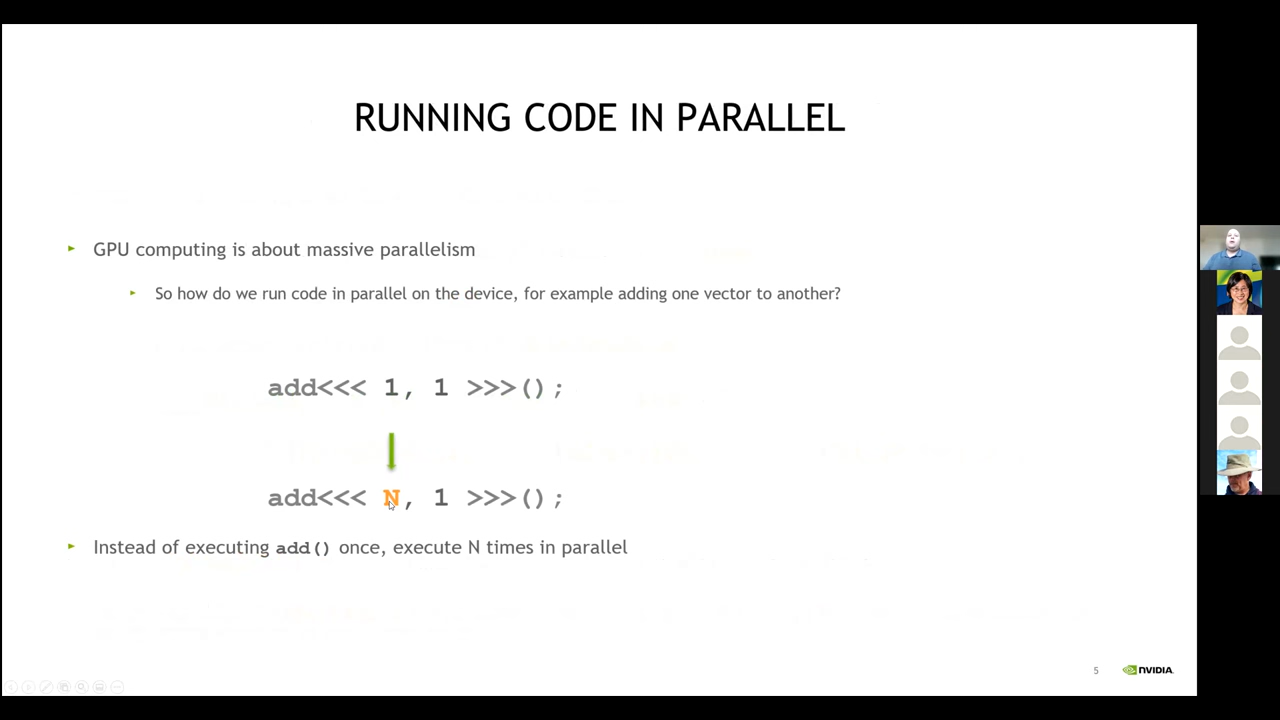 RUNNING CODE IN PARALLEL
GPU computing is about massive parallelism
So how do we run code in parallel on the device, for example adding one vector to another?
add<<< 1, 1 >>>();
add<<< N, 1 >>>();
Instead of executing add() once, execute N times in parallel
5
NVIDIA.